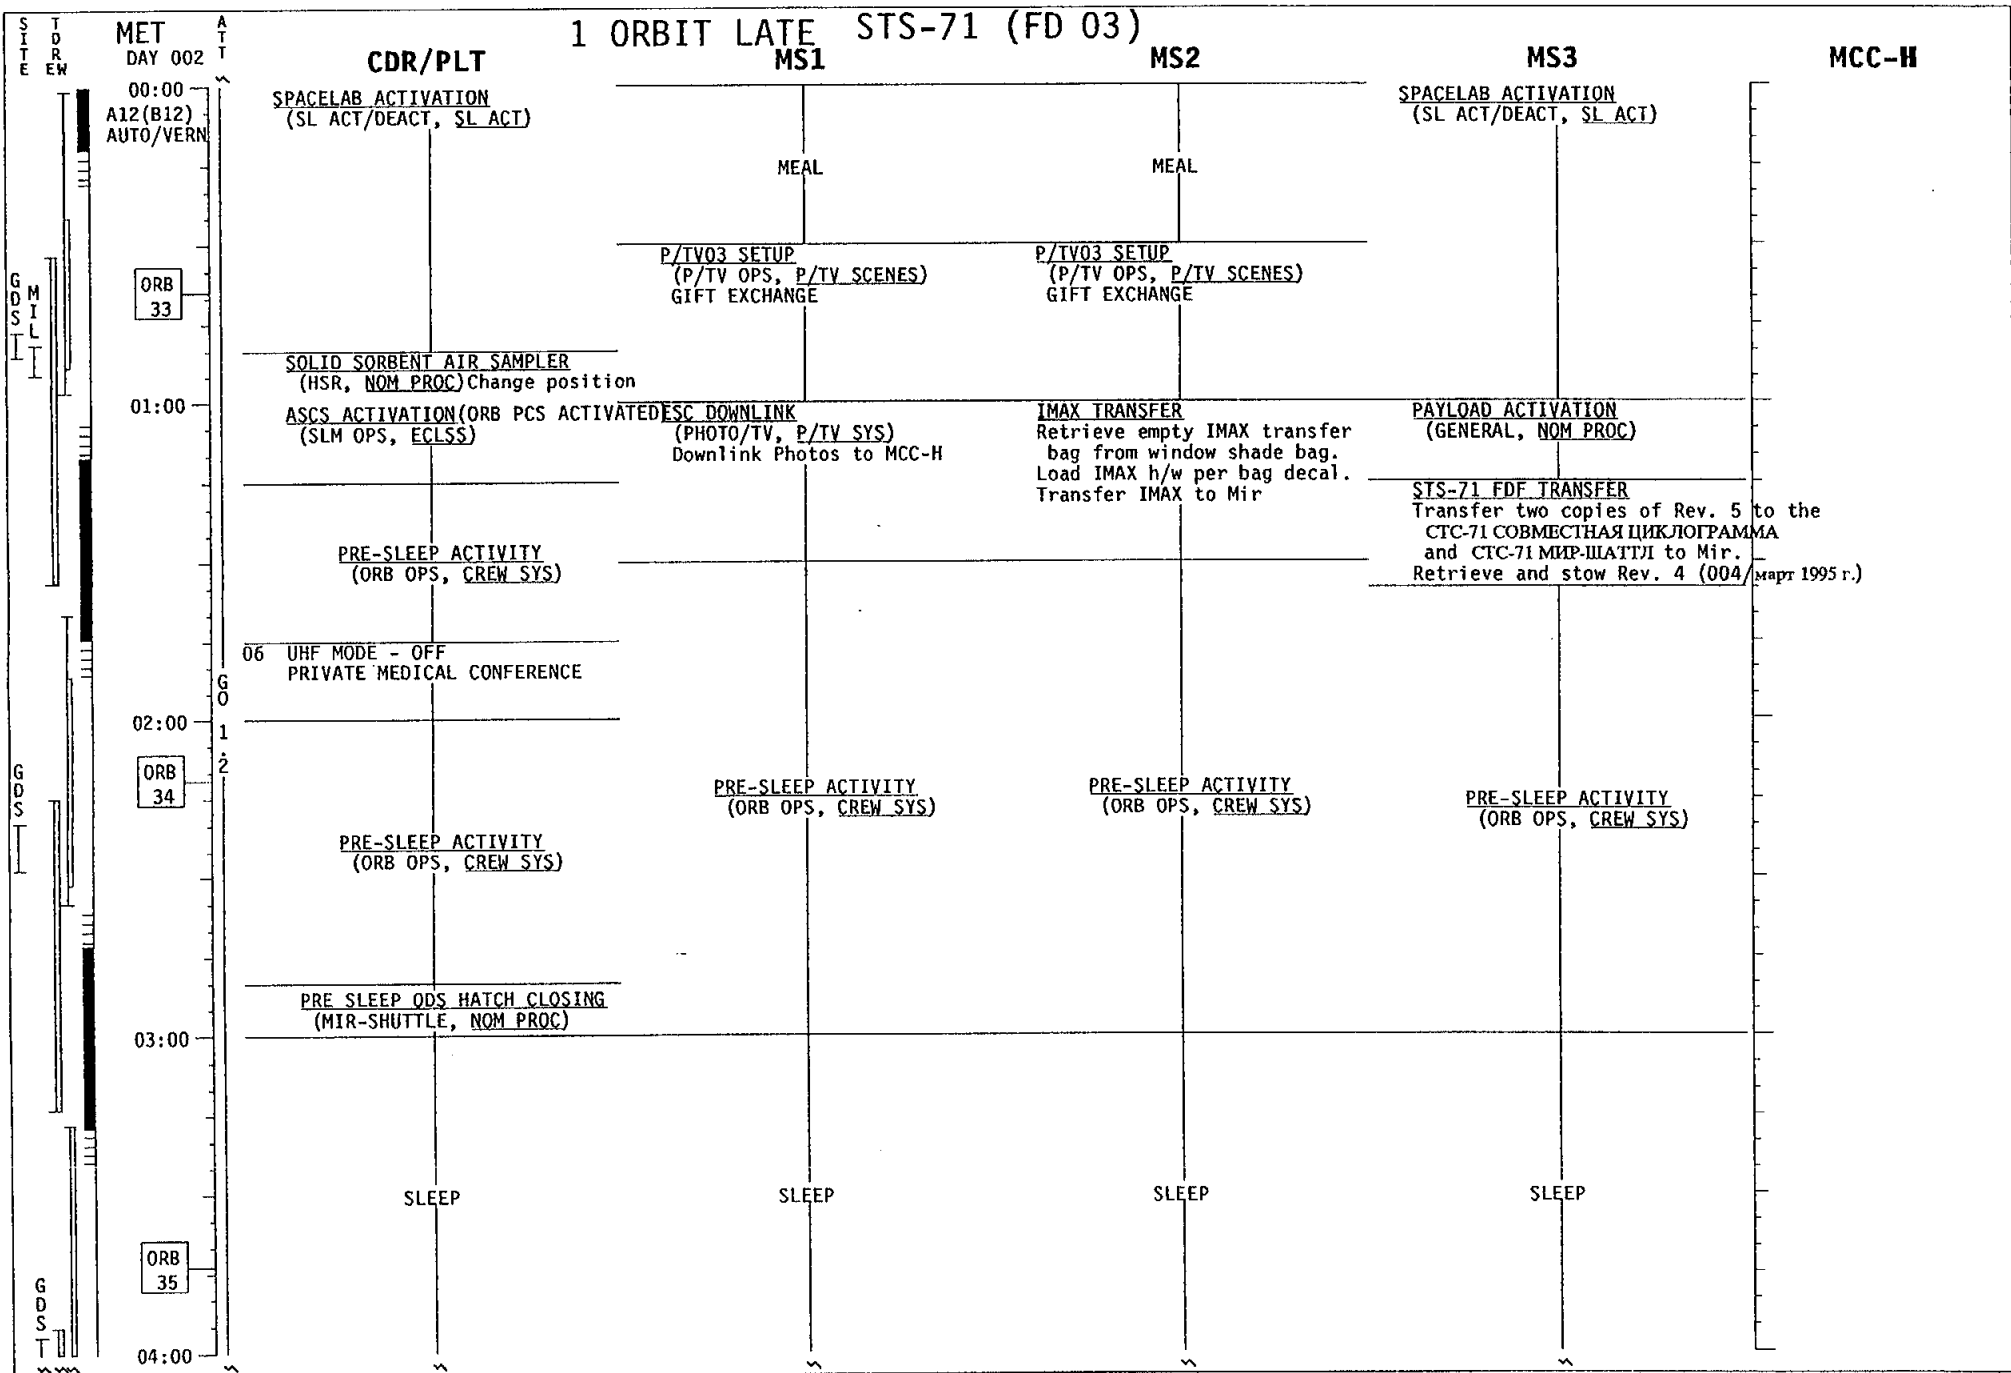 1 ORBIT LATE STS-71 (FD 03)
SITE
TDRE W
MET
DAY 002
ATT
CDR/PLT
MS1
MS2
MS3
MCC-H
00:00
A12(B12)
AUTO/VERN
ORB
33
GDS
MIL
01:00
02:00
ORB
34
GDS
03:00
ORB
35
GDS
04:00
GO 1.2
SPACELAB ACTIVATION
(SL ACT/DEACT, SL ACT)
SOLID SORBENT AIR SAMPLER
(HSR, NOM PROC)Change position
ASCS ACTIVATION(ORB PCS ACTIVATED)
(SLM OPS, ECLSS)
PRE-SLEEP ACTIVITY
(ORB OPS, CREW SYS)
06 UHF MODE - OFF
PRIVATE MEDICAL CONFERENCE
PRE-SLEEP ACTIVITY
(ORB OPS, CREW SYS)
PRE SLEEP ODS HATCH CLOSING
(MIR-SHUTTLE, NOM PROC)
SLEEP
MEAL
P/TV03 SETUP
(P/TV OPS, P/TV SCENES)
GIFT EXCHANGE
ESC DOWNLINK
(PHOTO/TV, P/TV SYS)
Downlink Photos to MCC-H
PRE-SLEEP ACTIVITY
(ORB OPS, CREW SYS)
SLEEP
MEAL
P/TV03 SETUP
(P/TV OPS, P/TV SCENES)
GIFT EXCHANGE
IMAX TRANSFER
Retrieve empty IMAX transfer
bag from window shade bag.
Load IMAX h/w per bag decal.
Transfer IMAX to Mir
PRE-SLEEP ACTIVITY
(ORB OPS, CREW SYS)
SLEEP
SPACELAB ACTIVATION
(SL ACT/DEACT, SL ACT)
PAYLOAD ACTIVATION
(GENERAL, NOM PROC)
STS-71 FDF TRANSFER
Transfer two copies of Rev. 5 to the
СТС-71 СОВМЕСТНАЯ ЦИКЛОГРАММА
and СТС-71 МИР-ШАТТЛ to Mir.
Retrieve and stow Rev. 4 (004/март 1995 г.)
PRE-SLEEP ACTIVITY
(ORB OPS, CREW SYS)
SLEEP